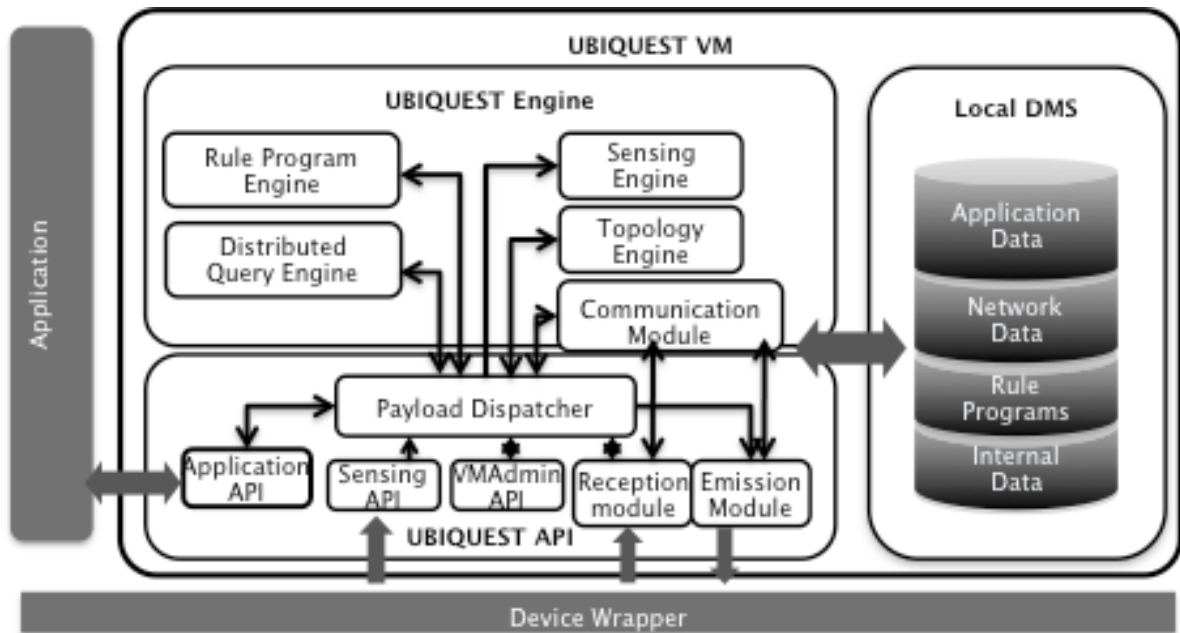 UBIQUEST VM
UBIQUEST Engine
Rule Program
Engine
Sensing
Engine
Distributed
Query Engine
Topology
Engine
Communication
Module
Payload Dispatcher
Application
API
Sensing
API
VMAdmin
API
Reception
module
Emission
Module
UBIQUEST API
Local DMS
Application
Data
Network
Data
Rule
Programs
Internal
Data
Application
Device Wrapper